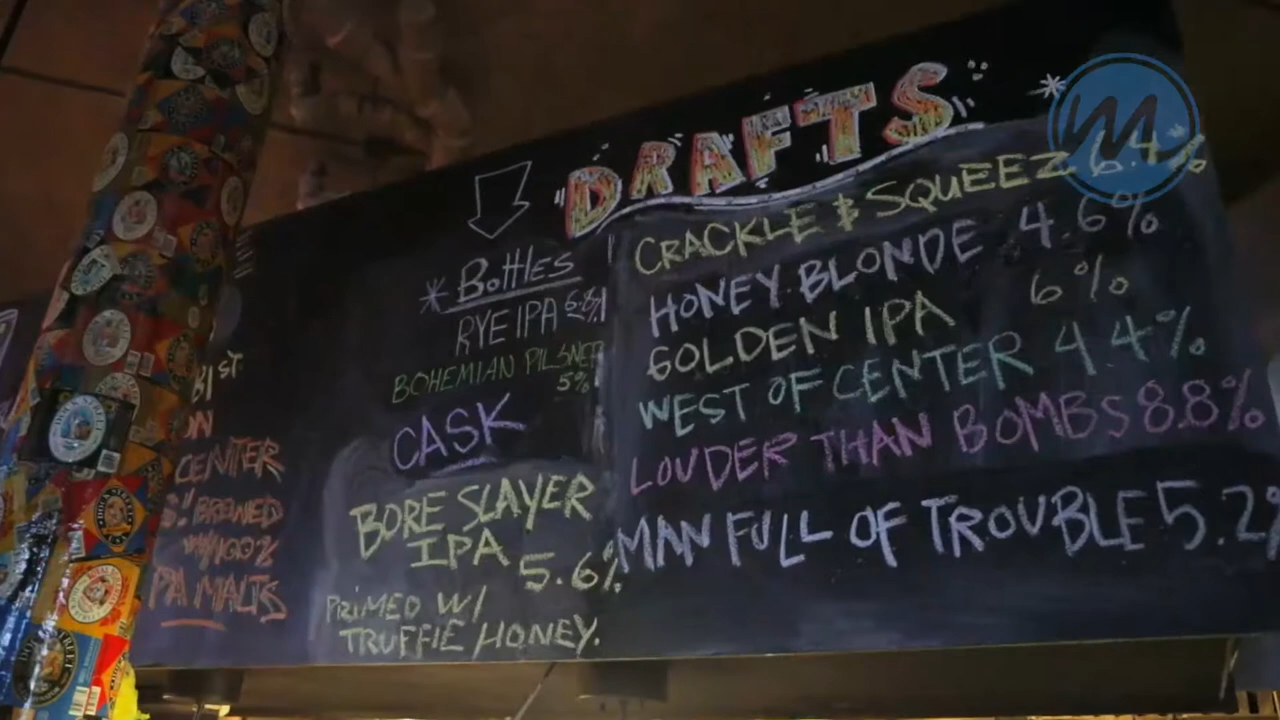 DRAFTS
CRACKLE & SQUEEZ 6.4%
HONEY BLONDE 4.6%
GOLDEN IPA 6%
WEST OF CENTER 4.4%
LOUDER THAN BOMBS 8.8%
MAN FULL OF TROUBLE 5.2%
* Bottles
RYE IPA 6.8%
BOHEMIAN PILSNER
5%
CASK
BORE SLAYER
IPA 5.6%
PRiMED W/
TRUFFLE HONEY.
ST.
CENTER
BREWED
W/100%
PA MALTS